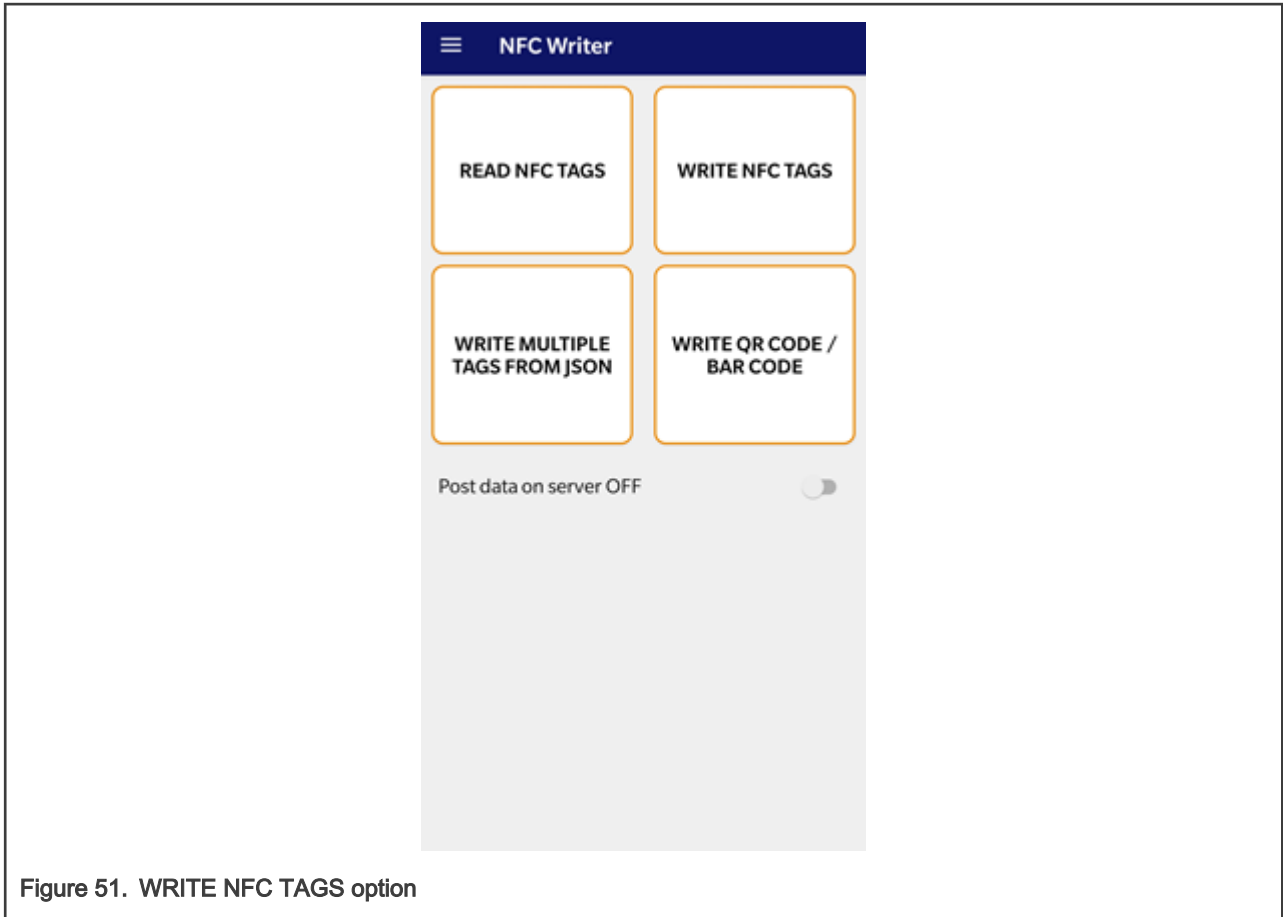 NFC Writer
READ NFC TAGS
WRITE NFC TAGS
WRITE MULTIPLE
TAGS FROM JSON
WRITE QR CODE /
BAR CODE
Post data on server OFF
Figure 51. WRITE NFC TAGS option